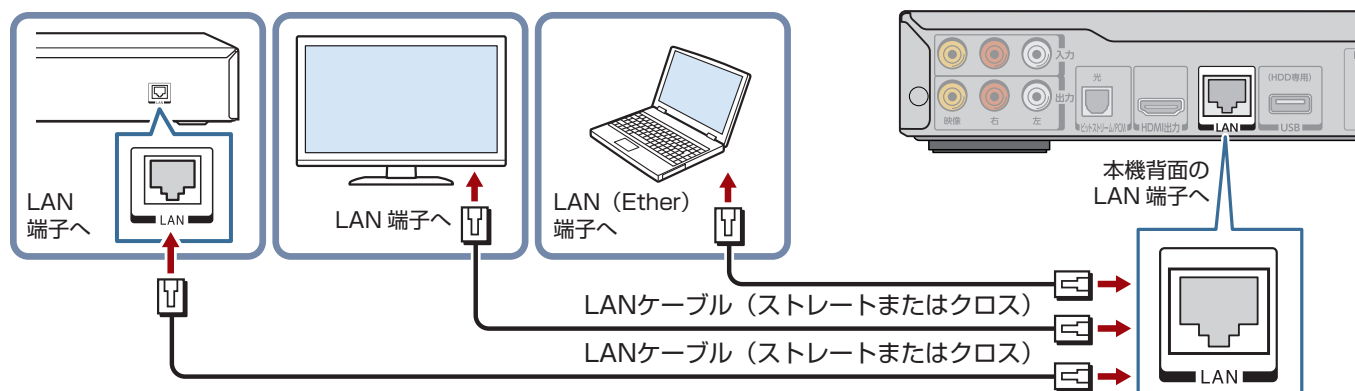 LAN
LAN
端子へ
LAN 端子へ
LAN（Ether）
端子へ
入力
出力
映像
右
左
光
ビットストリーム/PCM
HDMI出力
LAN
(HDD専用)
USB
本機背面の
LAN 端子へ
LANケーブル（ストレートまたはクロス）
LANケーブル（ストレートまたはクロス）
LAN